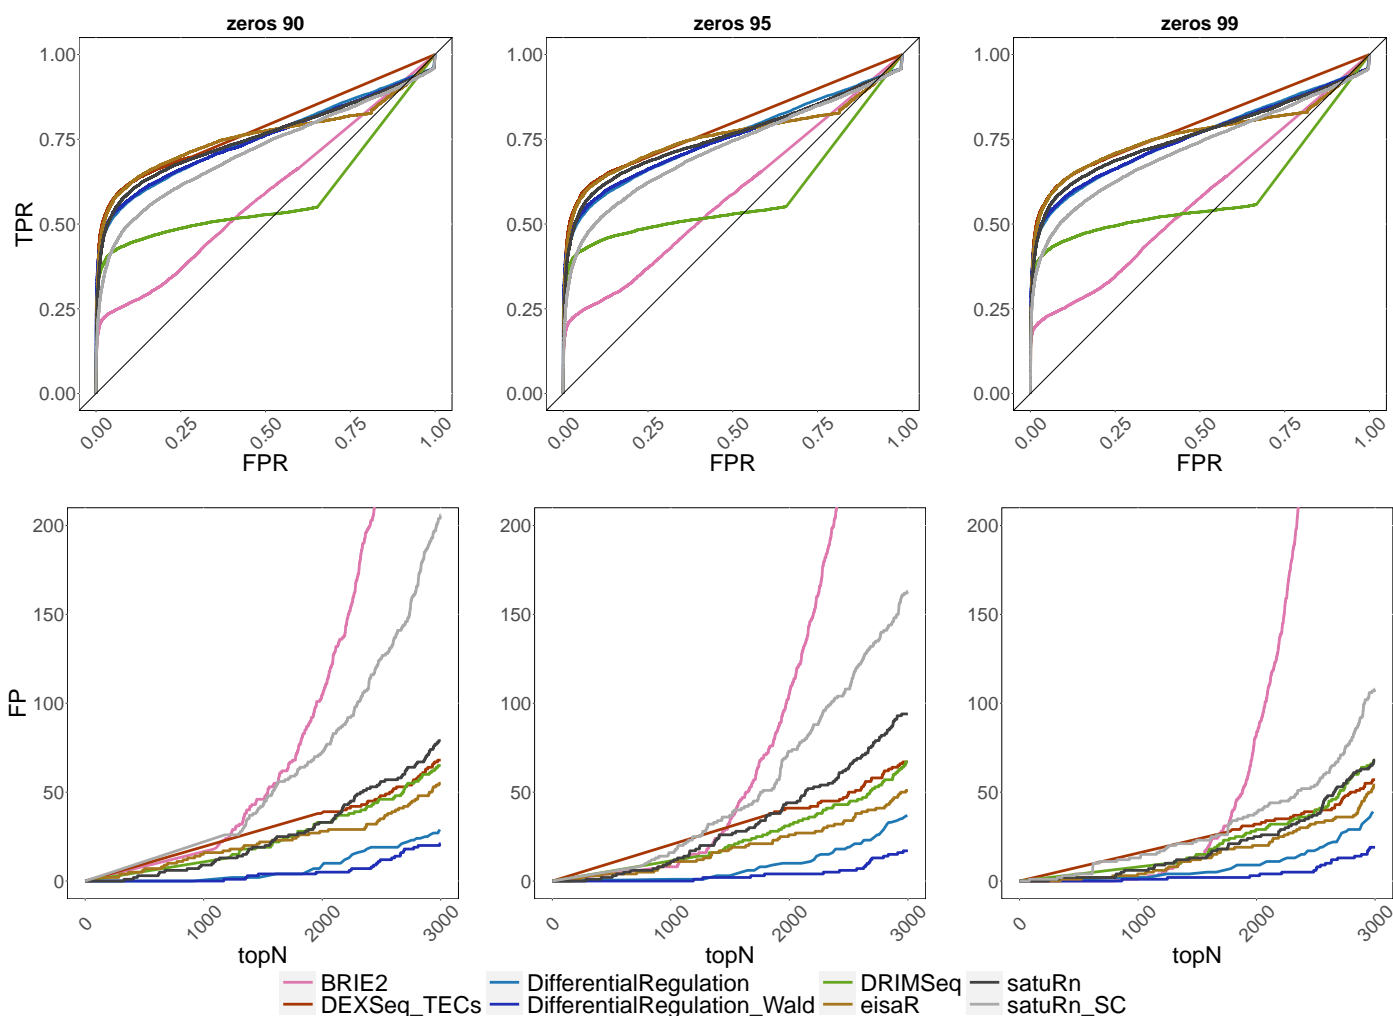 zeros 90
zeros 95
zeros 99
TPR
1.00
0.75
0.50
0.25
0.00
0.00 0.25 0.50 0.75 1.00
FPR
1.00
0.75
0.50
0.25
0.00
0.00 0.25 0.50 0.75 1.00
FPR
1.00
0.75
0.50
0.25
0.00
0.00 0.25 0.50 0.75 1.00
FPR
FP
200
150
100
50
0
0 1000 2000 3000
topN
200
150
100
50
0
0 1000 2000 3000
topN
200
150
100
50
0
0 1000 2000 3000
topN
BRIE2 DifferentialRegulation DRIMSeq satuRn
DEXSeq_TECs DifferentialRegulation_Wald eisaR satuRn_SC